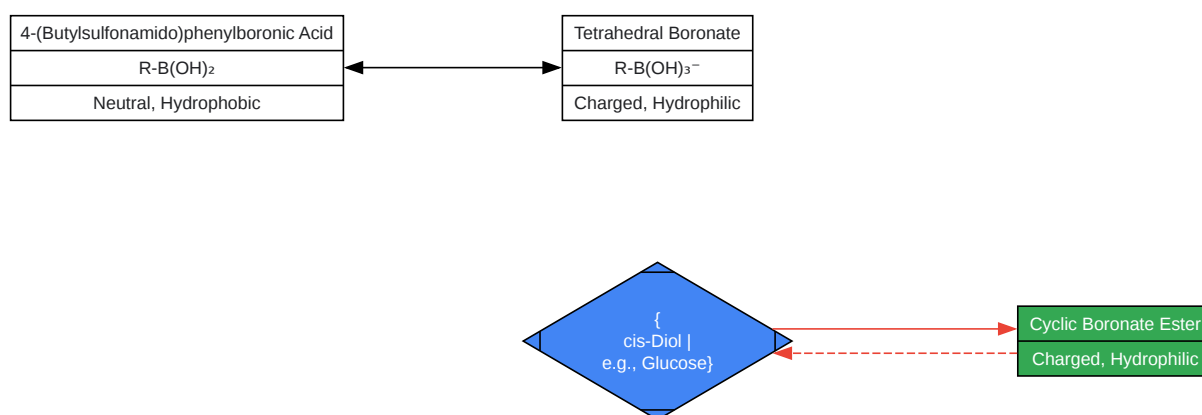 4-(Butylsulfonamido)phenylboronic Acid
R-B(OH)₂
Neutral, Hydrophobic
Tetrahedral Boronate
R-B(OH)₃⁻
Charged, Hydrophilic
{
cis-Diol |
e.g., Glucose}
Cyclic Boronate Ester
Charged, Hydrophilic